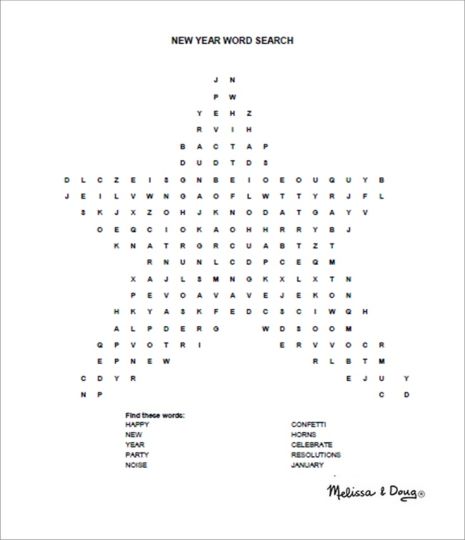 NEW YEAR WORD SEARCH
J N
P W
Y E H Z
R V I H
B A C T A P
D U D T D S
D L C Z E I S G N B E I O E O U Q U Y B
J E I L V W N G A O F L W T T Y R J F L
S K J X Z O H J K N O D A T G A Y V
O E Q C I O K A O H H R R Y B J
K N A T R G R C U A B T Z T
R N U N L C D P C E Q M
X A J L S M N G K X L X T N
P E V O A V A V E J E K O N
H K Y A S K F E D C S C I W Q H
A L P D E R G W D S O O M
Q P V O T R I E R V V O C R
E P N E W R L B T M
C D Y R E J U Y
N P C D
Find these words:
HAPPY CONFETTI
NEW HORNS
YEAR CELEBRATE
PARTY RESOLUTIONS
NOISE JANUARY
Melissa & Doug®